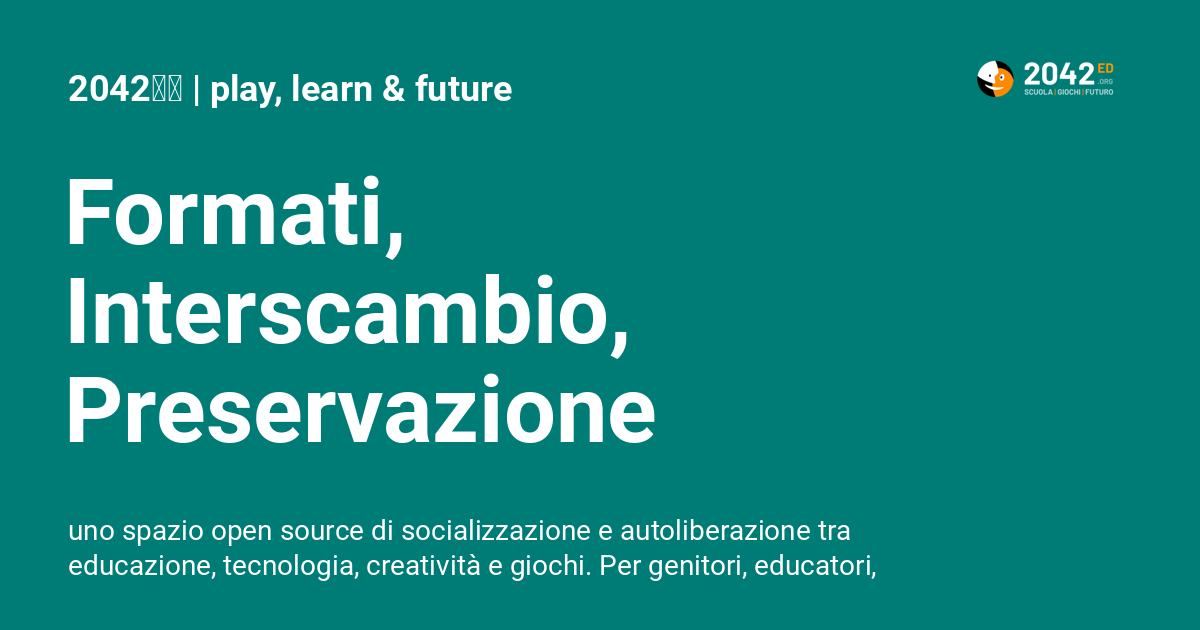 2042 | play, learn & future
2042 ED
.ORG
SCUOLA | GIOCHI | FUTURO
Formati,
Interscambio,
Preservazione
uno spazio open source di socializzazione e autoliberazione tra
educazione, tecnologia, creatività e giochi. Per genitori, educatori,